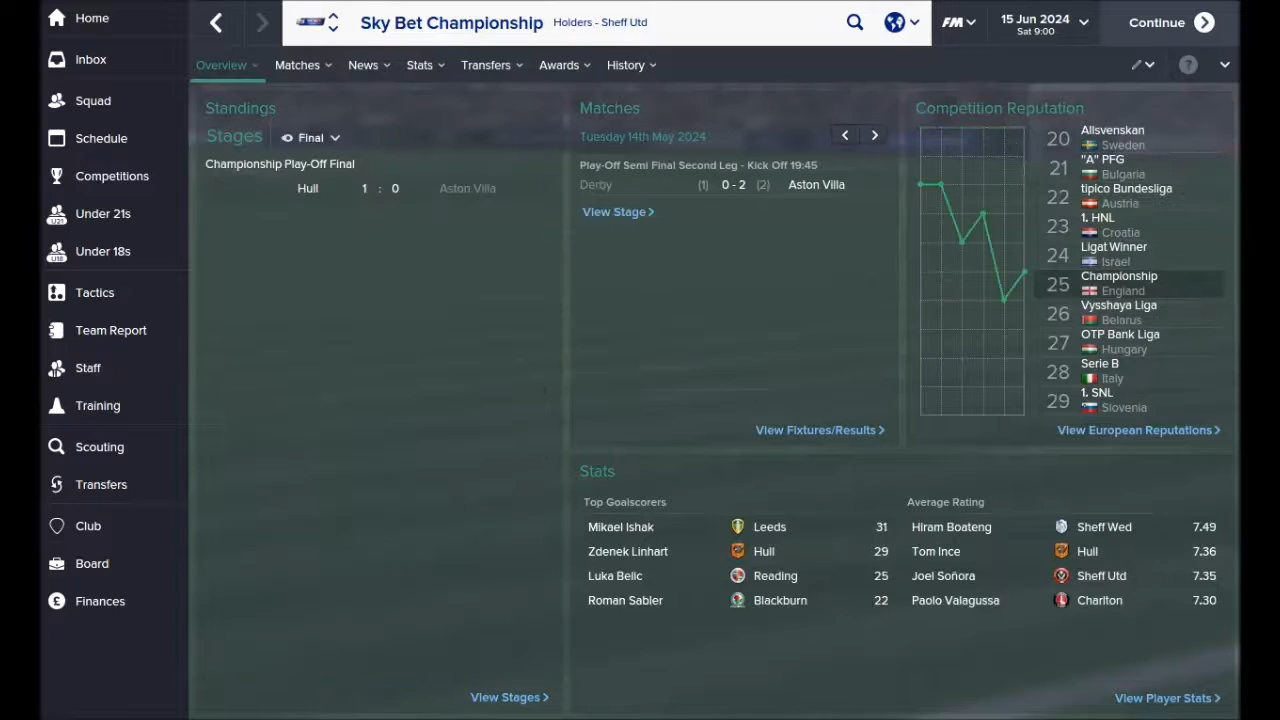 Home
Inbox
Squad
Schedule
Competitions
U21
Under 21s
U18
Under 18s
Tactics
Team Report
Staff
Training
Scouting
Transfers
Club
Board
Finances
Sky Bet Championship Holders - Sheff Utd
FM
15 Jun 2024
Sat 9:00
Continue
Overview Matches News Stats Transfers Awards History
?
Standings
Stages Final
Championship Play-Off Final
Hull 1 : 0 Aston Villa
View Stages >
Matches
Tuesday 14th May 2024
Play-Off Semi Final Second Leg - Kick Off 19:45
Derby (1) 0 - 2 (2) Aston Villa
View Stage >
View Fixtures/Results >
Competition Reputation
20 Allsvenskan
Sweden
21 "A" PFG
Bulgaria
22 tipico Bundesliga
Austria
23 1. HNL
Croatia
24 Ligat Winner
Israel
25 Championship
England
26 Vysshaya Liga
Belarus
27 OTP Bank Liga
Hungary
28 Serie B
Italy
29 1. SNL
Slovenia
View European Reputations >
Stats
Top Goalscorers
Mikael Ishak Leeds 31
Zdenek Linhart Hull 29
Luka Belic Reading 25
Roman Sabler Blackburn 22
Average Rating
Hiram Boateng Sheff Wed 7.49
Tom Ince Hull 7.36
Joel Soñora Sheff Utd 7.35
Paolo Valagussa Charlton 7.30
View Player Stats >